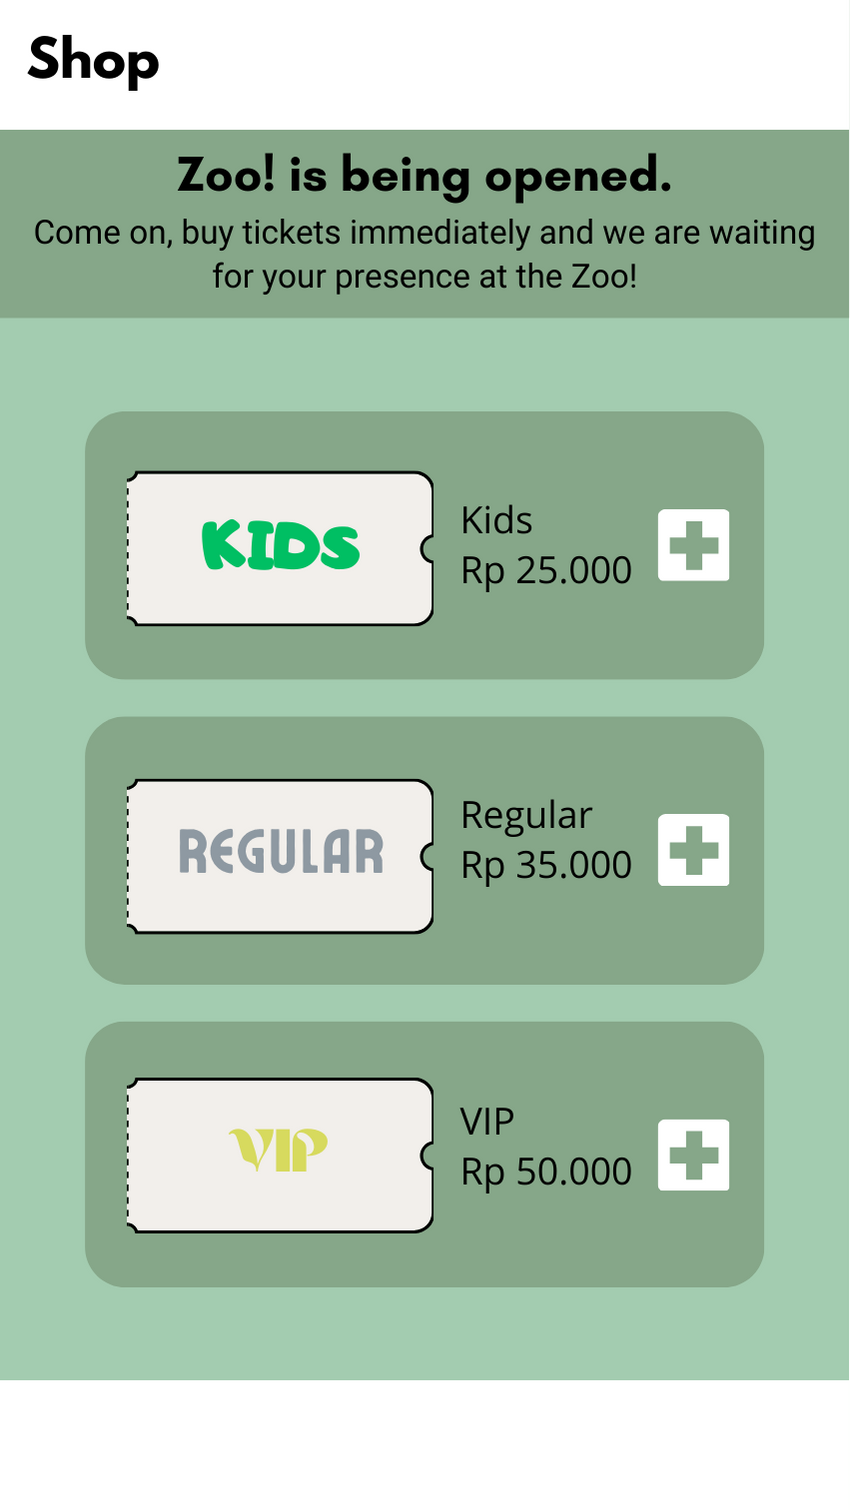 Shop
Zoo! is being opened.
Come on, buy tickets immediately and we are waiting
for your presence at the Zoo!
KIDS
Kids
Rp 25.000
REGULAR
Regular
Rp 35.000
VIP
VIP
Rp 50.000